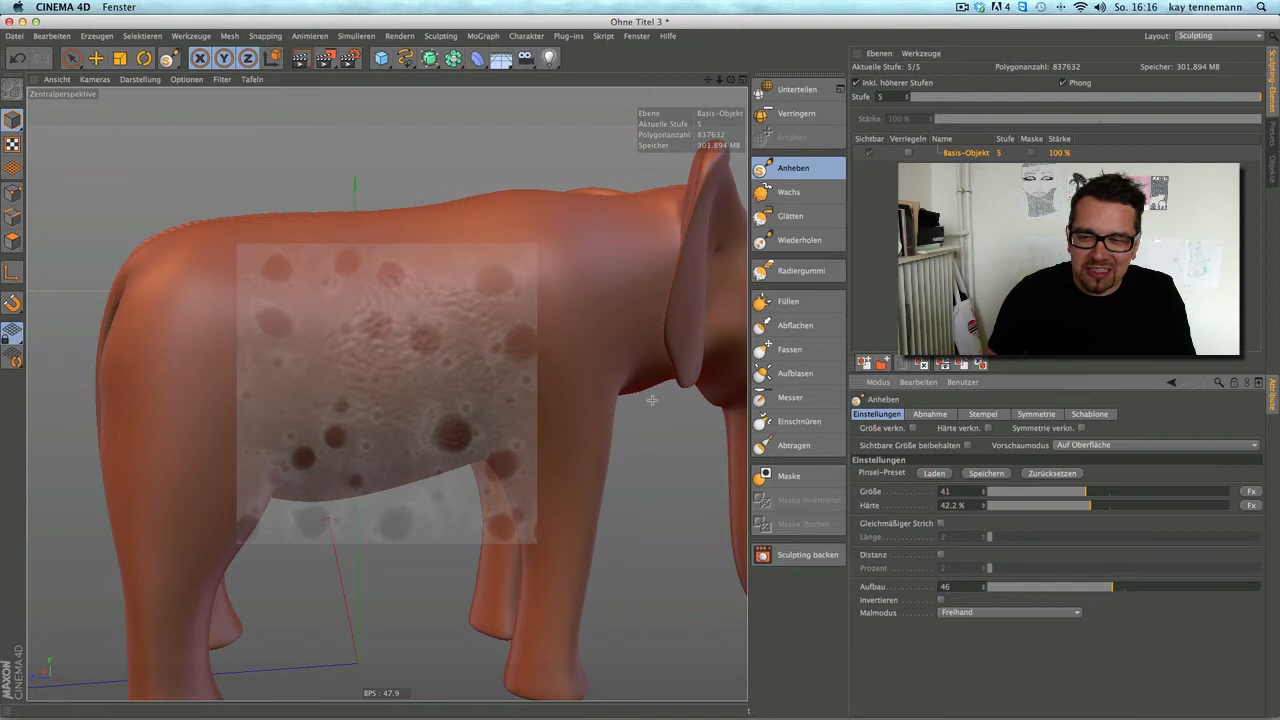 CINEMA 4D Fenster
4 So. 16:16 kay tennemann
Ohne Titel 3 *
Datei Bearbeiten Erzeugen Selektieren Werkzeuge Mesh Snapping Animieren Simulieren Rendern Sculpting MoGraph Charakter Plug-ins Skript Fenster Hilfe
Layout: Sculpting
X Y Z
Ansicht Kameras Darstellung Optionen Filter Tafeln
Zentralperspektive
Ebene : Basis-Objekt
Aktuelle Stufe : 5
Polygonanzahl : 837632
Speicher : 301.894 MB
Y
BPS : 47.9
MAXON
CINEMA 4D
Unterteilen
Verringern
Erhöhen
Anheben
Wachs
Glätten
Wiederholen
Radiergummi
Füllen
Abflachen
Fassen
Aufblasen
Messer
Einschnüren
Abtragen
Maske
Maske invertieren
Maske löschen
Sculpting backen
Ebenen Werkzeuge
Aktuelle Stufe: 5/5 Polygonanzahl: 837632 Speicher: 301.894 MB
Inkl. höherer Stufen Phong
Stufe 5
Stärke 100 %
Sichtbar Verriegeln Name Stufe Maske Stärke
Basis-Objekt 5 100 %
Modus Bearbeiten Benutzer
Anheben
Einstellungen Abnahme Stempel Symmetrie Schablone
Größe verkn. Härte verkn. Symmetrie verkn.
Sichtbare Größe beibehalten Vorschaumodus Auf Oberfläche
Einstellungen
Pinsel-Preset Laden Speichern Zurücksetzen
Größe 41 Fx
Härte 42.2 % Fx
Gleichmäßiger Strich
Länge 2
Distanz
Prozent 2
Aufbau 46
Invertieren
Malmodus Freihand
Sculpting-Ebenen
Presets
Objekte
Attribute